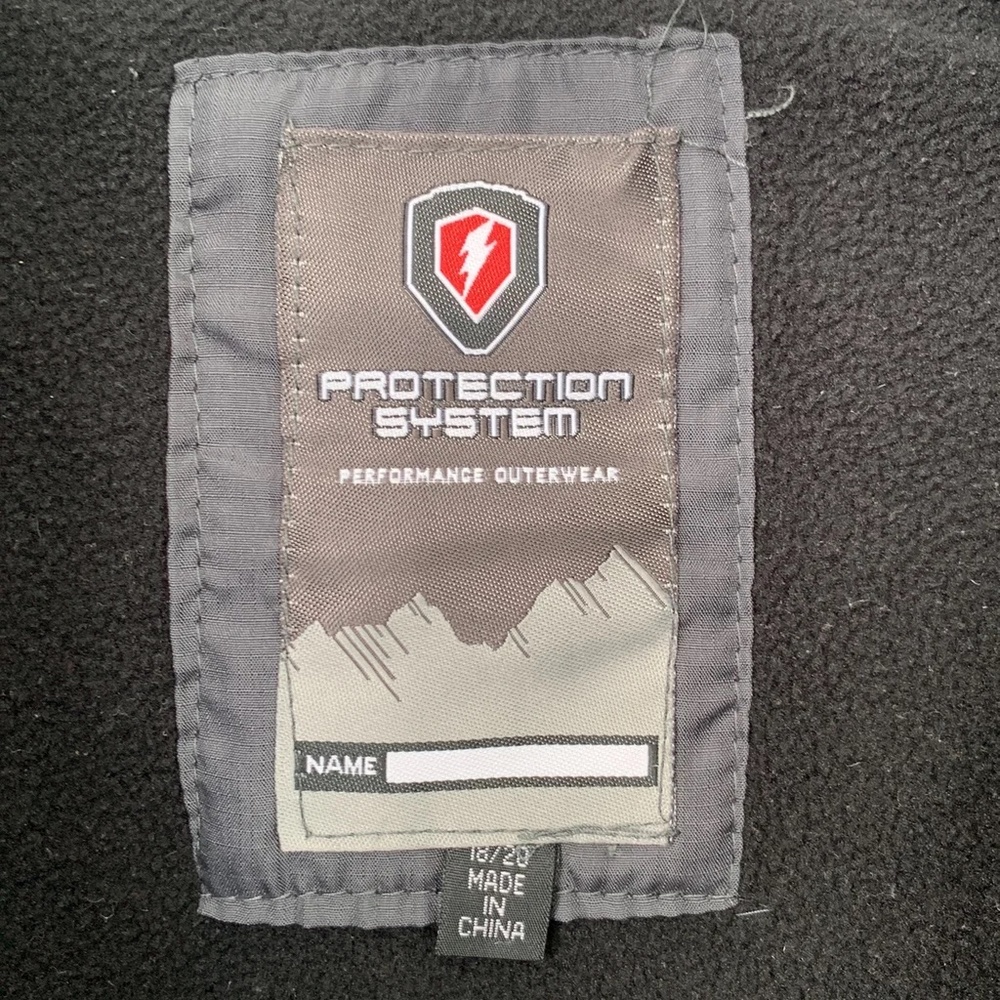 PROTECTION
SYSTEM
PERFORMANCE OUTERWEAR
NAME
18/20
MADE
IN
CHINA